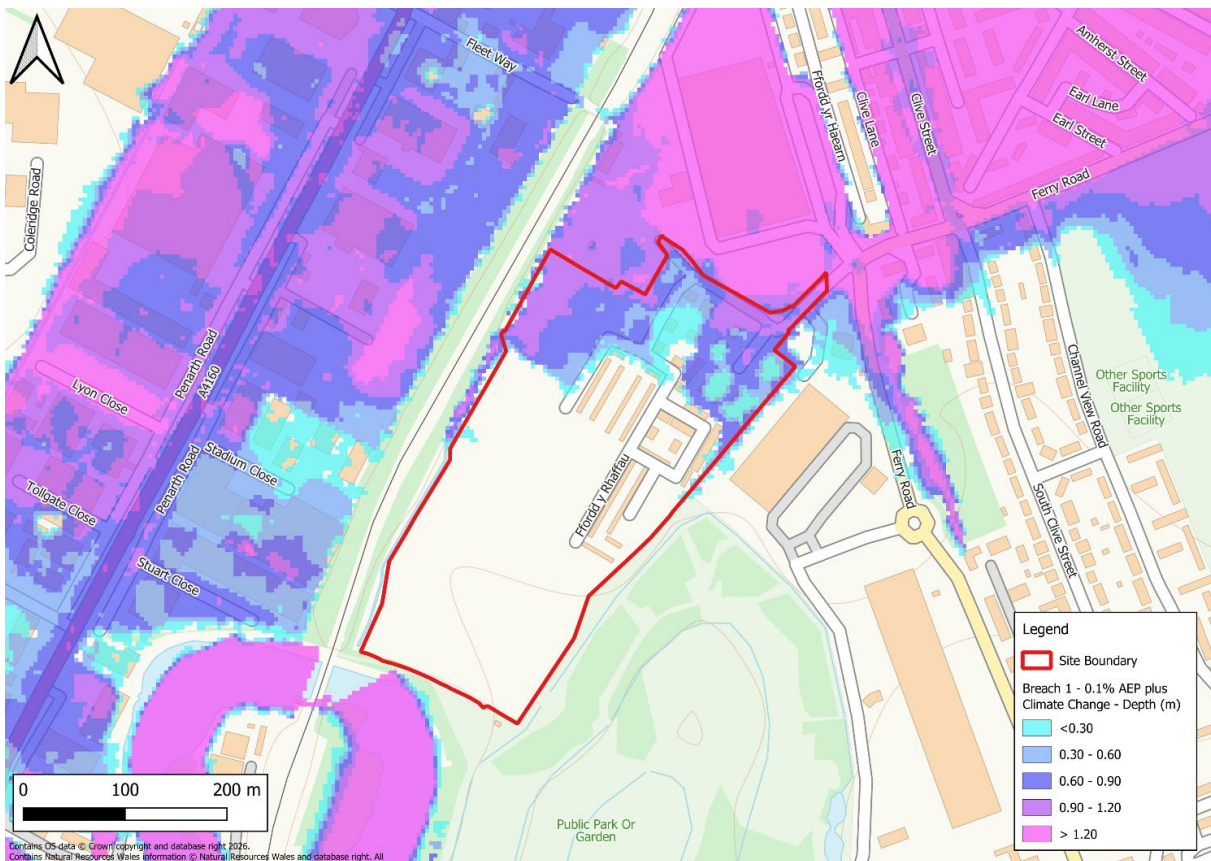 Fleet Way
Ffordd yr Haearn
Clive Lane
Clive Street
Amherst Street
Earl Lane
Earl Street
Ferry Road
Coleridge Road
Penarth Road
A4160
Lyon Close
Penarth Road
Stadium Close
Tollgate Close
Stuart Close
Ffordd y Rhaffau
Ferry Road
South Clive Street
Channel View Road
Other Sports
Facility
Other Sports
Facility
Public Park Or
Garden
Legend
Site Boundary
Breach 1 - 0.1% AEP plus
Climate Change - Depth (m)
<0.30
0.30 - 0.60
0.60 - 0.90
0.90 - 1.20
> 1.20
0 100 200 m
Contains OS data © Crown copyright and database right 2026.
Contains Natural Resources Wales information © Natural Resources Wales and database right. All